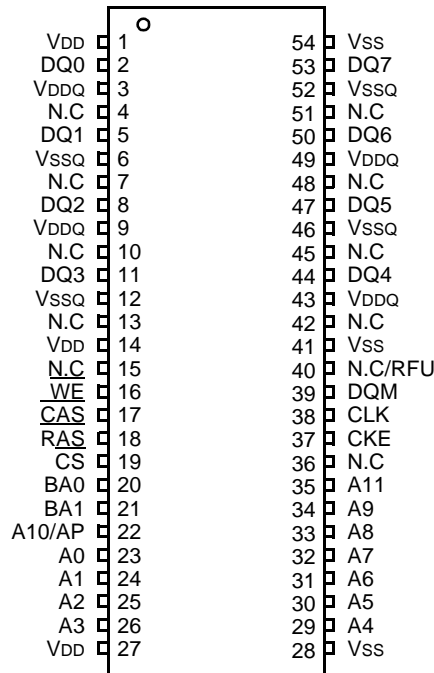 VDD 1 54 VSS
DQ0 2 53 DQ7
VDDQ 3 52 VSSQ
N.C 4 51 N.C
DQ1 5 50 DQ6
VSSQ 6 49 VDDQ
N.C 7 48 N.C
DQ2 8 47 DQ5
VDDQ 9 46 VSSQ
N.C 10 45 N.C
DQ3 11 44 DQ4
VSSQ 12 43 VDDQ
N.C 13 42 N.C
VDD 14 41 VSS
N.C 15 40 N.C/RFU
WE 16 39 DQM
CAS 17 38 CLK
RAS 18 37 CKE
CS 19 36 N.C
BA0 20 35 A11
BA1 21 34 A9
A10/AP 22 33 A8
A0 23 32 A7
A1 24 31 A6
A2 25 30 A5
A3 26 29 A4
VDD 27 28 VSS